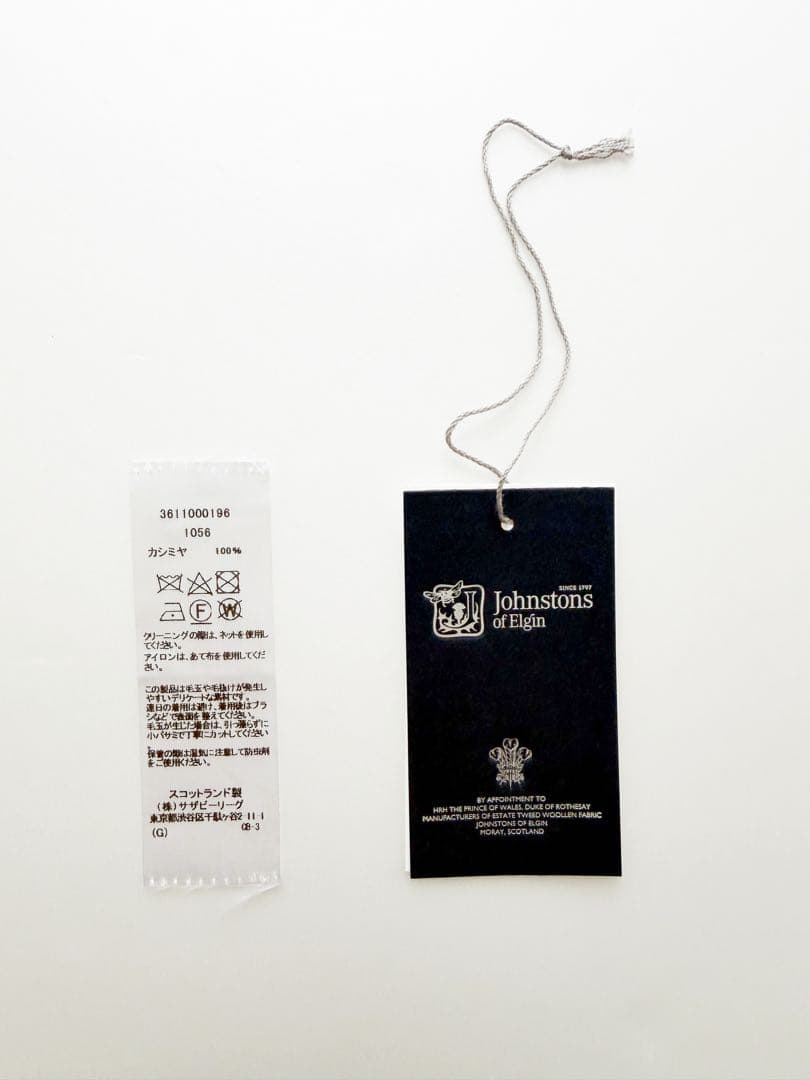 3611000196
1056
カシミヤ 100%
F
W
クリーニングの際は、ネットを使用し
てください。
アイロンは、あて布を使用してくだ
さい。
この製品は毛玉や毛抜けが発生し
やすいデリケートな素材です。
連日の着用は避け、着用後はブラ
シなどで表面を整えてください。
毛玉が生じた場合は、引っ張らずに
小バサミで丁寧にカットしてください
。
保管の際は湿気に注意して防虫剤
をご使用ください。
スコットランド製
(株)サザビーリーグ
東京都渋谷区千駄ヶ谷2-11-1
(G) CB-3
SINCE 1797
Johnstons
of Elgin
BY APPOINTMENT TO
HRH THE PRINCE OF WALES, DUKE OF ROTHESAY
MANUFACTURERS OF ESTATE TWEED WOOLLEN FABRIC
JOHNSTONS OF ELGIN
MORAY, SCOTLAND